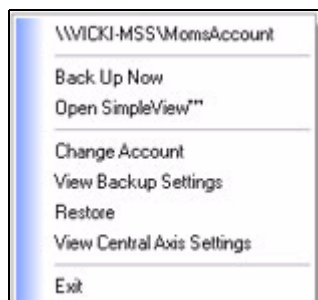 \\VICKI-MSS\MomsAccount
Back Up Now
Open SimpleView™
Change Account
View Backup Settings
Restore
View Central Axis Settings
Exit